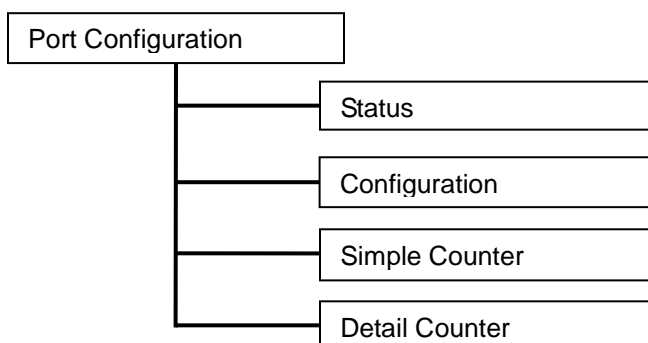 Port Configuration
Status
Configuration
Simple Counter
Detail Counter